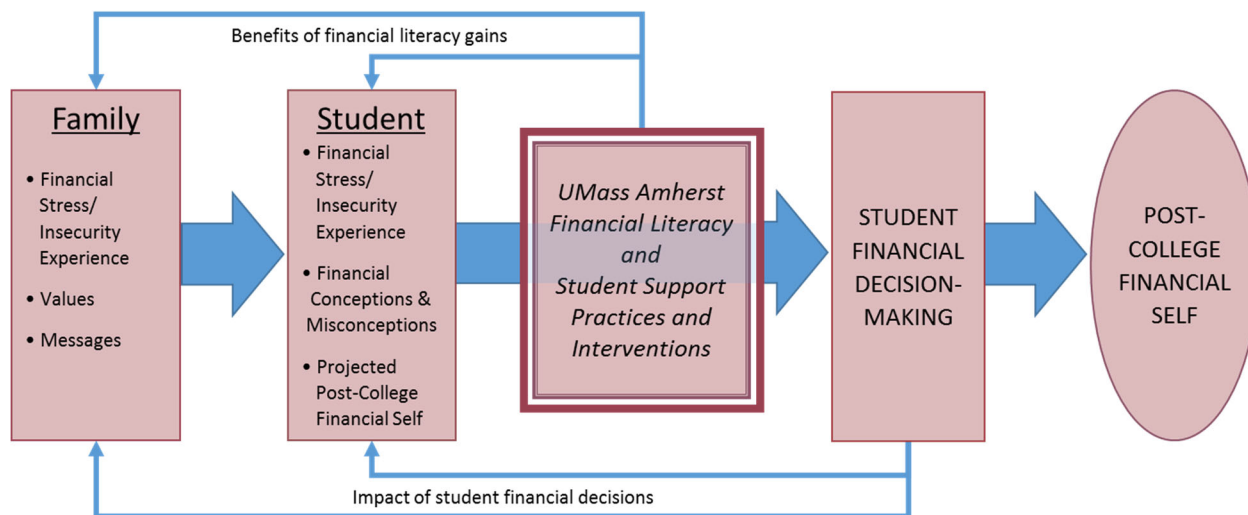 Benefits of financial literacy gains
Family
• Financial
Stress/
Insecurity
Experience
• Values
• Messages
Student
• Financial
Stress/
Insecurity
Experience
• Financial
Conceptions &
Misconceptions
• Projected
Post-College
Financial Self
UMass Amherst
Financial Literacy
and
Student Support
Practices and
Interventions
STUDENT
FINANCIAL
DECISION-
MAKING
POST-
COLLEGE
FINANCIAL
SELF
Impact of student financial decisions